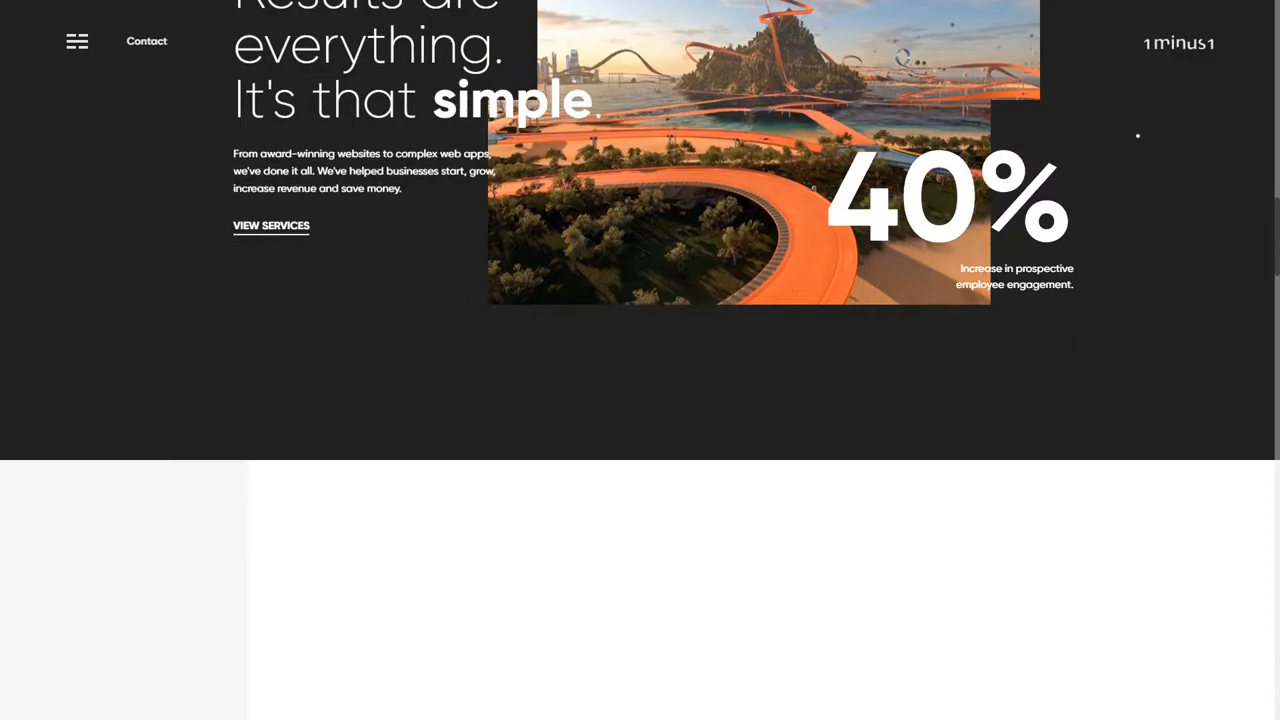 Contact
1minus1
Results are
everything.
It's that simple.
From award-winning websites to complex web apps,
we've done it all. We've helped businesses start, grow,
increase revenue and save money.
VIEW SERVICES
40%
Increase in prospective
employee engagement.